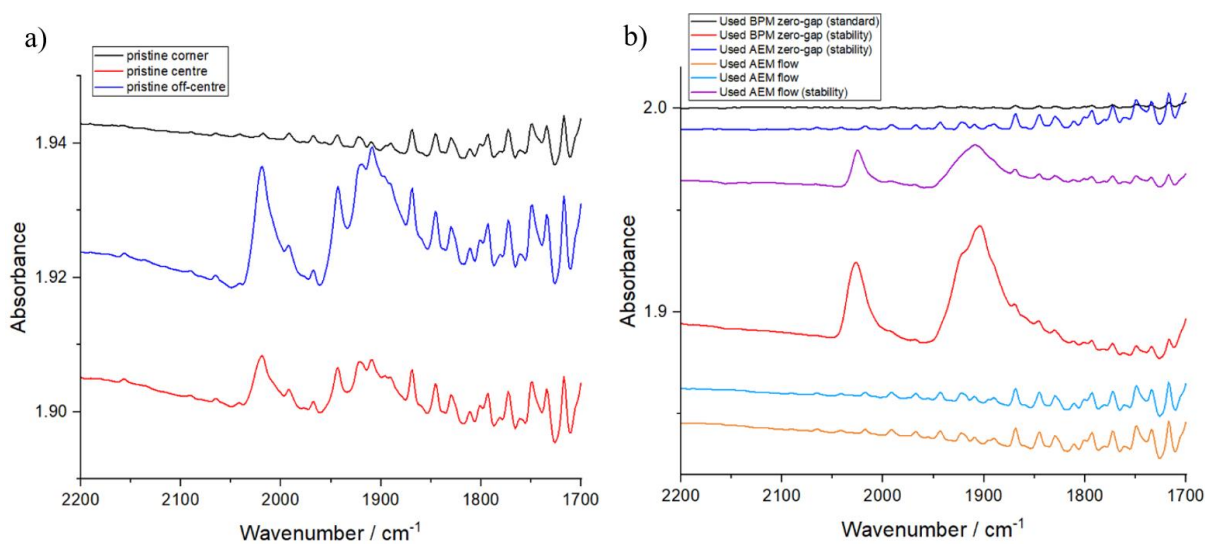 a)
pristine corner
pristine centre
pristine off-centre
1.94
1.92
1.90
Absorbance
2200 2100 2000 1900 1800 1700
Wavenumber / cm⁻¹
b)
Used BPM zero-gap (standard)
Used BPM zero-gap (stability)
Used AEM zero-gap (stability)
Used AEM flow
Used AEM flow
Used AEM flow (stability)
2.0
1.9
Absorbance
2200 2100 2000 1900 1800 1700
Wavenumber / cm⁻¹